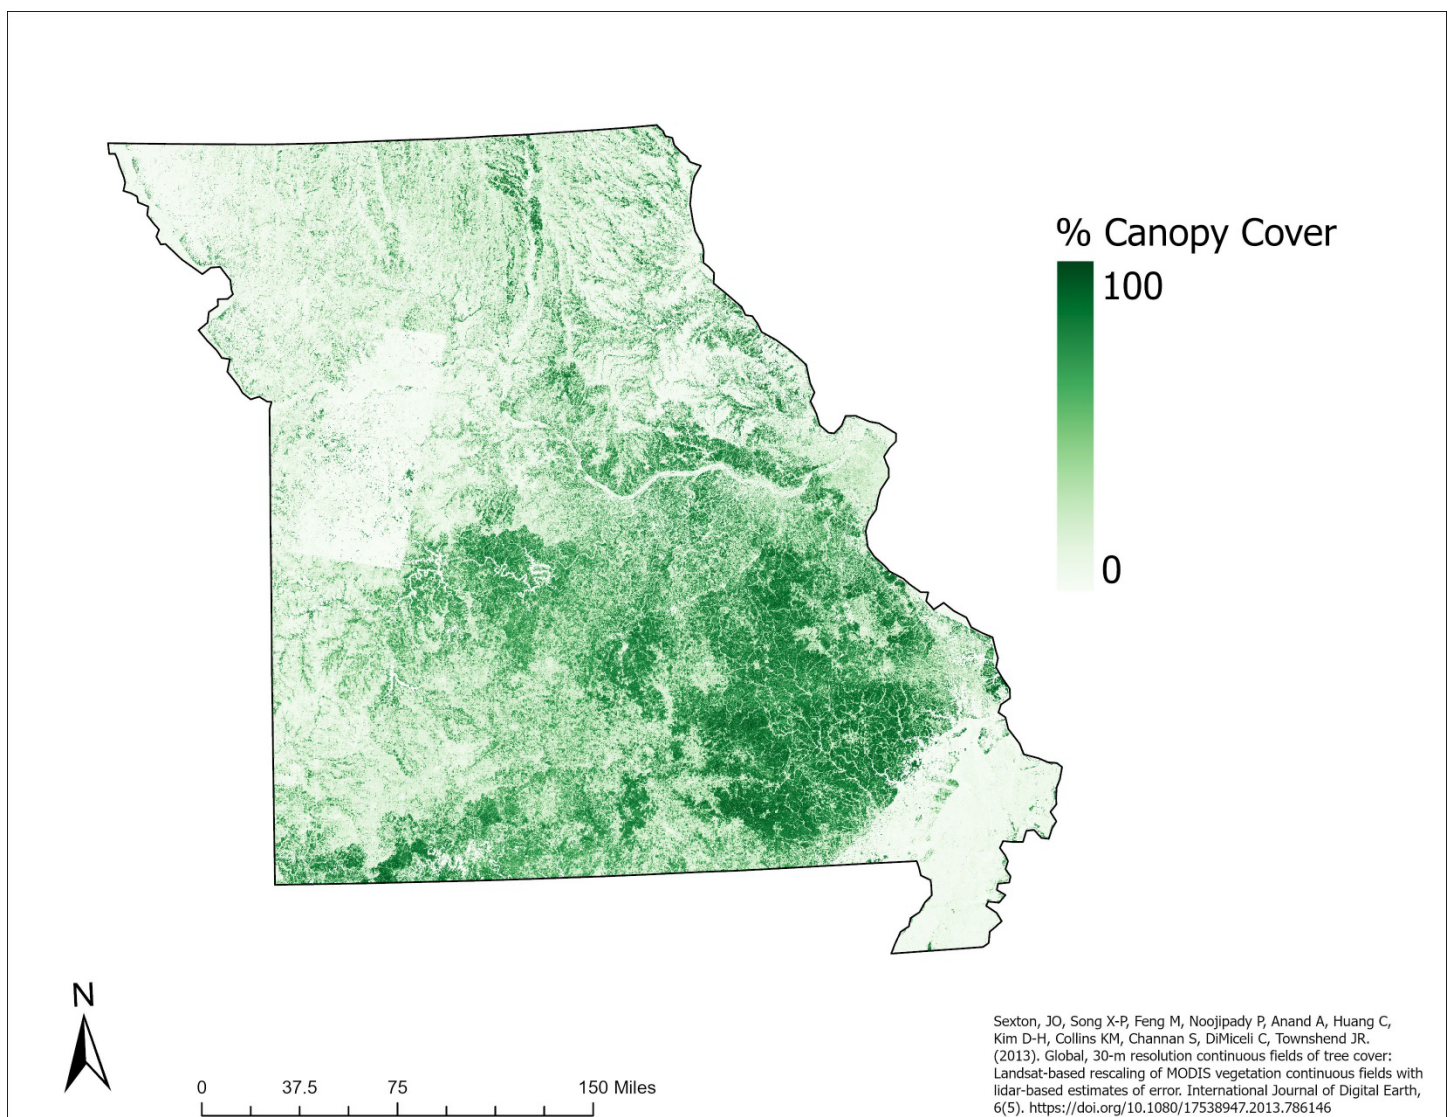 % Canopy Cover
100
0
N
0 37.5 75 150 Miles
Sexton, JO, Song X-P, Feng M, Noojipady P, Anand A, Huang C,
Kim D-H, Collins KM, Channan S, DiMiceli C, Townshend JR.
(2013). Global, 30-m resolution continuous fields of tree cover:
Landsat-based rescaling of MODIS vegetation continuous fields with
lidar-based estimates of error. International Journal of Digital Earth,
6(5). https://doi.org/10.1080/17538947.2013.786146